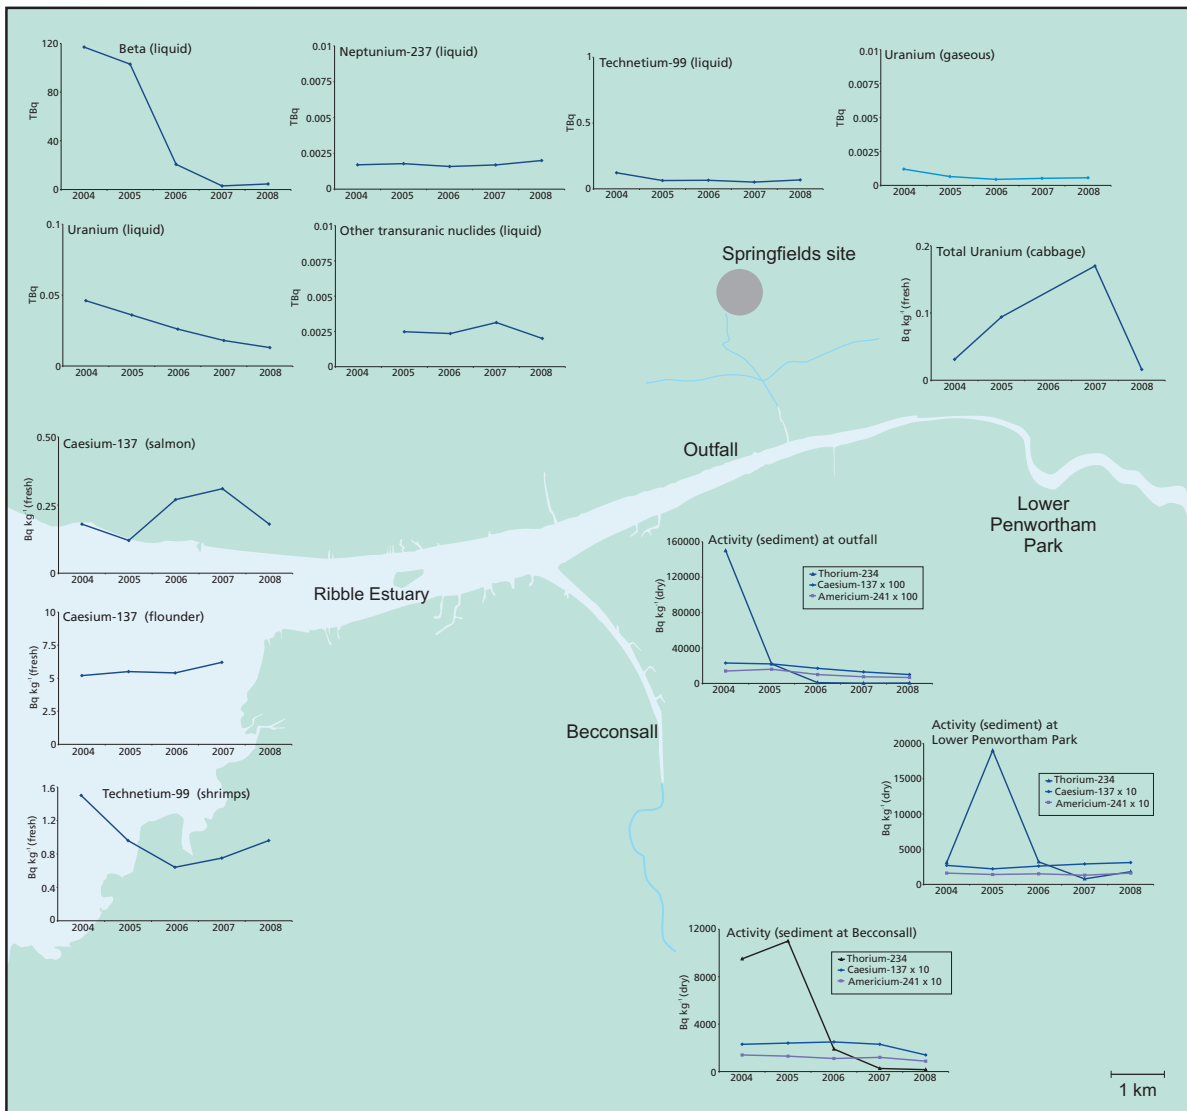 Beta (liquid)
120
80
40
0
TBq
2004 2005 2006 2007 2008
Neptunium-237 (liquid)
0.01
0.0075
0.005
0.0025
0
TBq
2004 2005 2006 2007 2008
Technetium-99 (liquid)
1
0.5
0
TBq
2004 2005 2006 2007 2008
Uranium (gaseous)
0.01
0.0075
0.005
0.0025
0
TBq
2004 2005 2006 2007 2008
Uranium (liquid)
0.1
0.05
0
TBq
2004 2005 2006 2007 2008
Other transuranic nuclides (liquid)
0.01
0.0075
0.005
0.0025
0
TBq
2004 2005 2006 2007 2008
Springfields site
Total Uranium (cabbage)
0.2
0.1
0
Bq kg⁻¹ (fresh)
2004 2005 2006 2007 2008
Caesium-137 (salmon)
0.50
0.25
0
Bq kg⁻¹ (fresh)
2004 2005 2006 2007 2008
Outfall
Lower
Penwortham
Park
Ribble Estuary
Activity (sediment) at outfall
160000
120000
80000
40000
0
Bq kg⁻¹ (dry)
Thorium-234
Caesium-137 x 100
Americium-241 x 100
2004 2005 2006 2007 2008
Caesium-137 (flounder)
10
7.5
5
2.5
0
Bq kg⁻¹ (fresh)
2004 2005 2006 2007 2008
Becconsall
Activity (sediment) at
Lower Penwortham Park
20000
15000
10000
5000
0
Bq kg⁻¹ (dry)
Thorium-234
Caesium-137 x 10
Americium-241 x 10
2004 2005 2006 2007 2008
Technetium-99 (shrimps)
1.6
1.2
0.8
0.4
0
Bq kg⁻¹ (fresh)
2004 2005 2006 2007 2008
Activity (sediment at Becconsall)
12000
8000
4000
0
Bq kg⁻¹ (dry)
Thorium-234
Caesium-137 x 10
Americium-241 x 10
2004 2005 2006 2007 2008
1 km